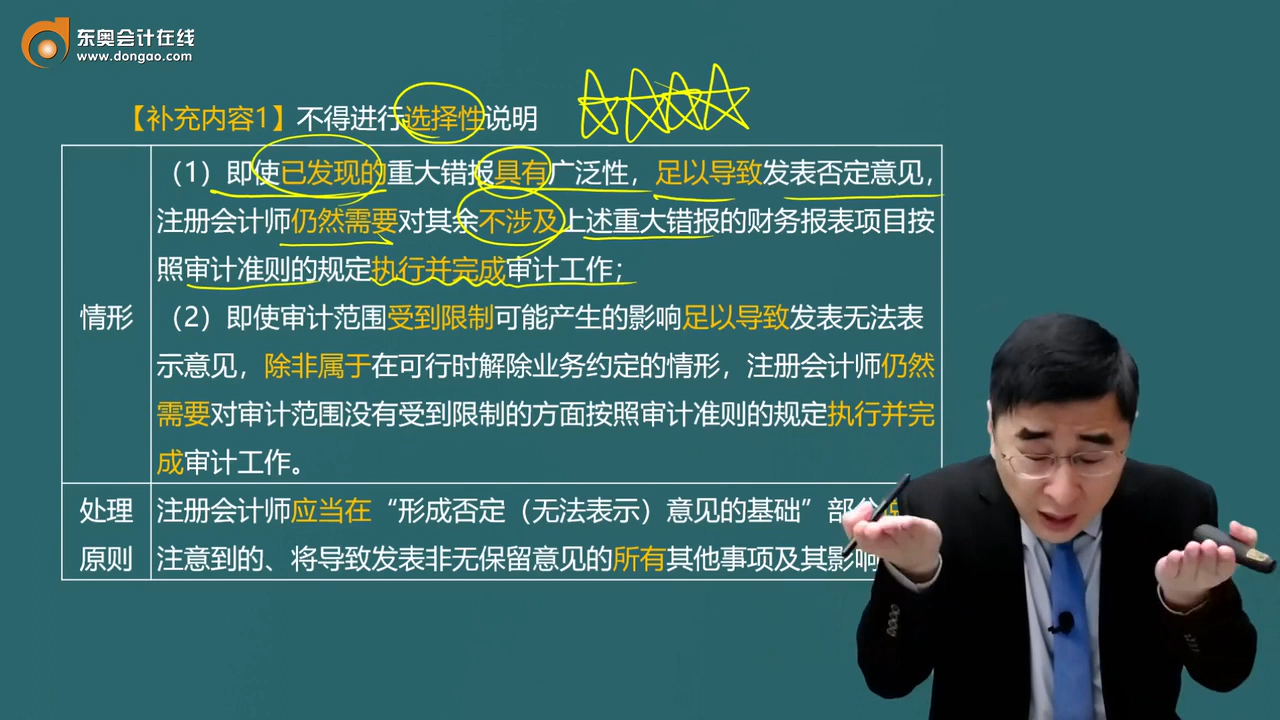 东奥会计在线
www.dongao.com
【补充内容1】不得进行选择性说明
（1）即使已发现的重大错报具有广泛性，足以导致发表否定意见，
注册会计师仍然需要对其余不涉及上述重大错报的财务报表项目按
照审计准则的规定执行并完成审计工作；
情形
（2）即使审计范围受到限制可能产生的影响足以导致发表无法表
示意见，除非属于在可行时解除业务约定的情形，注册会计师仍然
需要对审计范围没有受到限制的方面按照审计准则的规定执行并完
成审计工作。
处理
原则
注册会计师应当在“形成否定（无法表示）意见的基础”部分
注意到的、将导致发表非无保留意见的所有其他事项及其影响